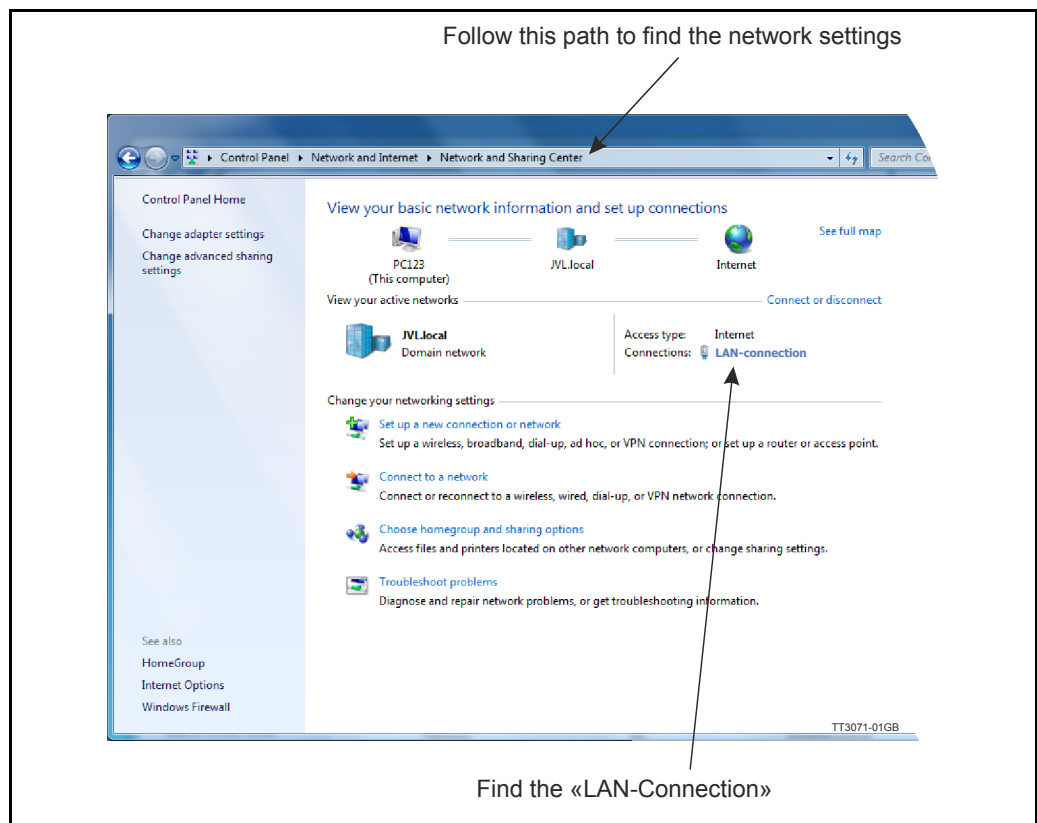 Follow this path to find the network settings
Control Panel ▸ Network and Internet ▸ Network and Sharing Center
Search
Control Panel Home
Change adapter settings
Change advanced sharing
settings
View your basic network information and set up connections
See full map
PC123
(This computer)
JVL.local
Internet
View your active networks
Connect or disconnect
JVL.local
Domain network
Access type: Internet
Connections: LAN-connection
Change your networking settings
Set up a new connection or network
Set up a wireless, broadband, dial-up, ad hoc, or VPN connection; or set up a router or access point.
Connect to a network
Connect or reconnect to a wireless, wired, dial-up, or VPN network connection.
Choose homegroup and sharing options
Access files and printers located on other network computers, or change sharing settings.
Troubleshoot problems
Diagnose and repair network problems, or get troubleshooting information.
See also
HomeGroup
Internet Options
Windows Firewall
TT3071-01GB
Find the «LAN-Connection»